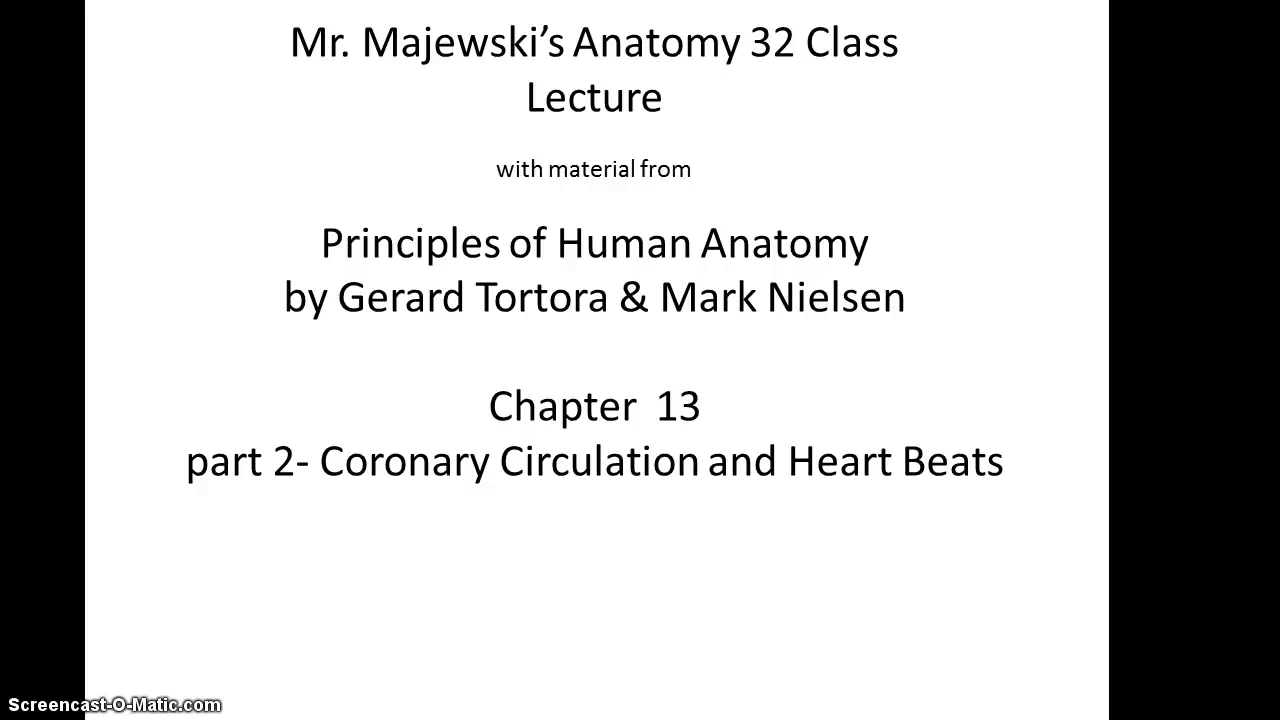 Mr. Majewski’s Anatomy 32 Class
Lecture
with material from
Principles of Human Anatomy
by Gerard Tortora & Mark Nielsen
Chapter  13
part 2- Coronary Circulation and Heart Beats
Screencast-O-Matic.com